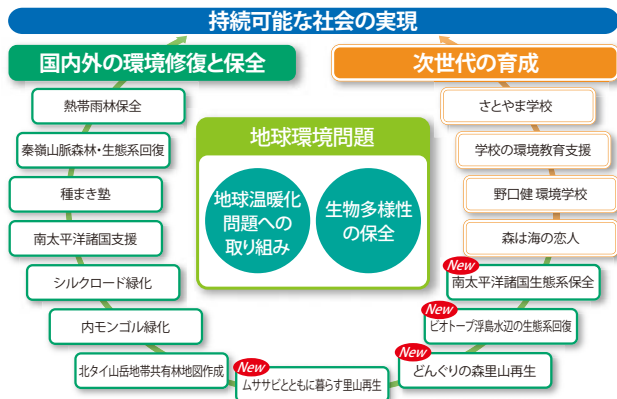 持続可能な社会の実現
国内外の環境修復と保全
次世代の育成
熱帯雨林保全
秦嶺山脈森林・生態系回復
種まき塾
南太平洋諸国支援
シルクロード緑化
内モンゴル緑化
北タイ山岳地帯共有林地図作成
地球環境問題
地球温暖化
問題への
取り組み
生物多様性
の保全
さとやま学校
学校の環境教育支援
野口健 環境学校
森は海の恋人
New
南太平洋諸国生態系保全
New
ビオトープ浮島水辺の生態系回復
New
どんぐりの森里山再生
New
ムササビとともに暮らす里山再生